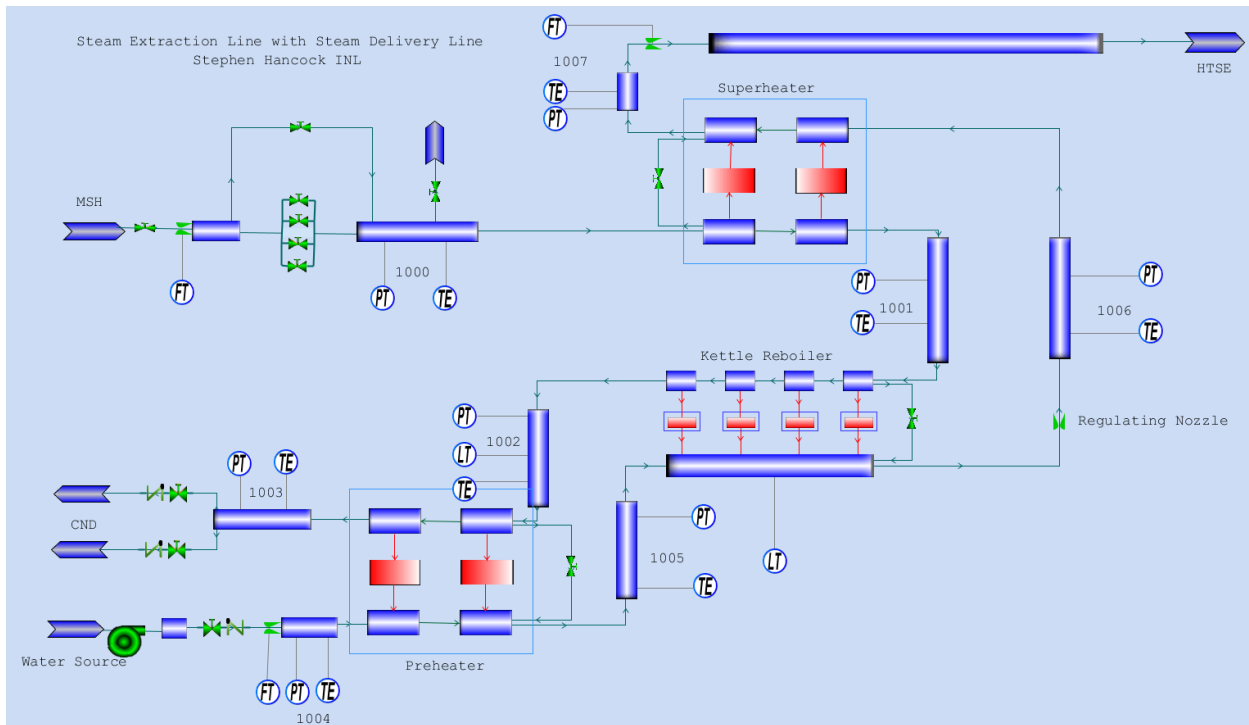 Steam Extraction Line with Steam Delivery Line
Stephen Hancock INL
FT
1007
HTSE
TE
PT
Superheater
MSH
FT
1000
PT
TE
PT
1001
TE
PT
1006
TE
Kettle Reboiler
Regulating Nozzle
PT
1002
LT
TE
PT
TE
1003
CND
PT
1005
TE
LT
Water Source
Preheater
FT
PT
TE
1004